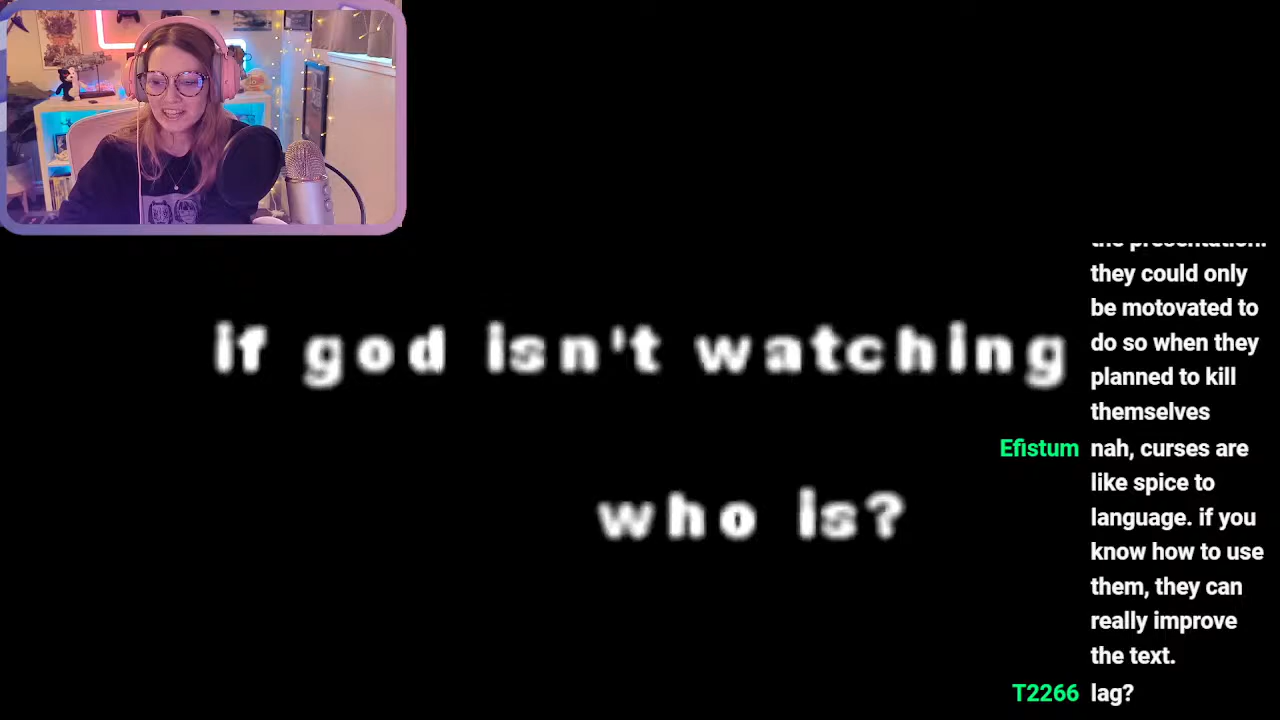 if god isn't watching
who is?
the presentation.
they could only
be motovated to
do so when they
planned to kill
themselves
Efistum nah, curses are
like spice to
language. if you
know how to use
them, they can
really improve
the text.
T2266 lag?